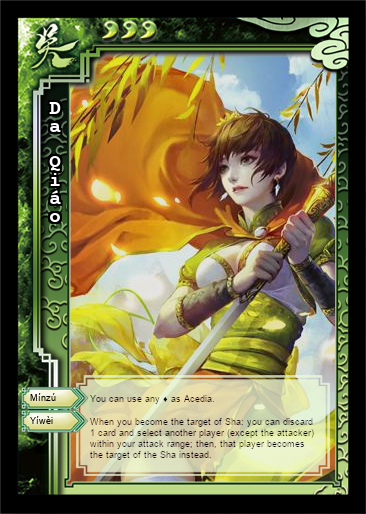 吴
Da Qiáo
Mínzú
You can use any ♦ as Acedia.
Yíwèi
When you become the target of Sha: you can discard
1 card and select another player (except the attacker)
within your attack range; then, that player becomes
the target of the Sha instead.